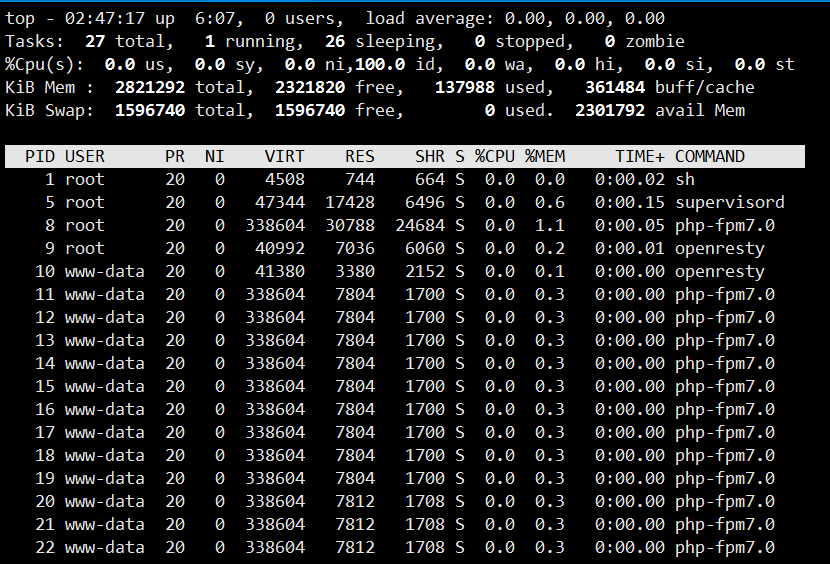 top - 02:47:17 up  6:07,  0 users,  load average: 0.00, 0.00, 0.00
Tasks:  27 total,   1 running,  26 sleeping,   0 stopped,   0 zombie
%Cpu(s):  0.0 us,  0.0 sy,  0.0 ni,100.0 id,  0.0 wa,  0.0 hi,  0.0 si,  0.0 st
KiB Mem :  2821292 total,  2321820 free,   137988 used,   361484 buff/cache
KiB Swap:  1596740 total,  1596740 free,        0 used.  2301792 avail Mem
  PID USER      PR  NI    VIRT    RES    SHR S %CPU %MEM     TIME+ COMMAND
    1 root      20   0    4508    744    664 S  0.0  0.0   0:00.02 sh
    5 root      20   0   47344  17428   6496 S  0.0  0.6   0:00.15 supervisord
    8 root      20   0  338604  30788  24684 S  0.0  1.1   0:00.05 php-fpm7.0
    9 root      20   0   40992   7036   6060 S  0.0  0.2   0:00.01 openresty
   10 www-data  20   0   41380   3380   2152 S  0.0  0.1   0:00.00 openresty
   11 www-data  20   0  338604   7804   1700 S  0.0  0.3   0:00.00 php-fpm7.0
   12 www-data  20   0  338604   7804   1700 S  0.0  0.3   0:00.00 php-fpm7.0
   13 www-data  20   0  338604   7804   1700 S  0.0  0.3   0:00.00 php-fpm7.0
   14 www-data  20   0  338604   7804   1700 S  0.0  0.3   0:00.00 php-fpm7.0
   15 www-data  20   0  338604   7804   1700 S  0.0  0.3   0:00.00 php-fpm7.0
   16 www-data  20   0  338604   7804   1700 S  0.0  0.3   0:00.00 php-fpm7.0
   17 www-data  20   0  338604   7804   1700 S  0.0  0.3   0:00.00 php-fpm7.0
   18 www-data  20   0  338604   7804   1700 S  0.0  0.3   0:00.00 php-fpm7.0
   19 www-data  20   0  338604   7804   1700 S  0.0  0.3   0:00.00 php-fpm7.0
   20 www-data  20   0  338604   7812   1708 S  0.0  0.3   0:00.00 php-fpm7.0
   21 www-data  20   0  338604   7812   1708 S  0.0  0.3   0:00.00 php-fpm7.0
   22 www-data  20   0  338604   7812   1708 S  0.0  0.3   0:00.00 php-fpm7.0